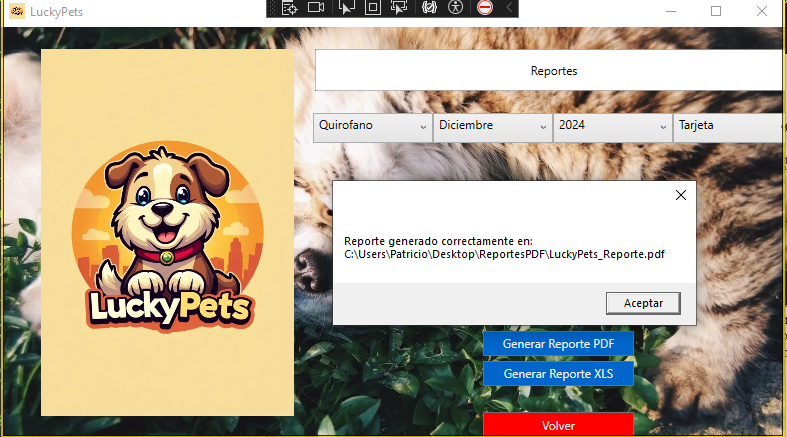 LuckyPets
Reportes
Quirofano
Diciembre
2024
Tarjeta
Reporte generado correctamente en:
C:\Users\Patricio\Desktop\ReportesPDF\LuckyPets_Reporte.pdf
Aceptar
LuckyPets
Generar Reporte PDF
Generar Reporte XLS
Volver